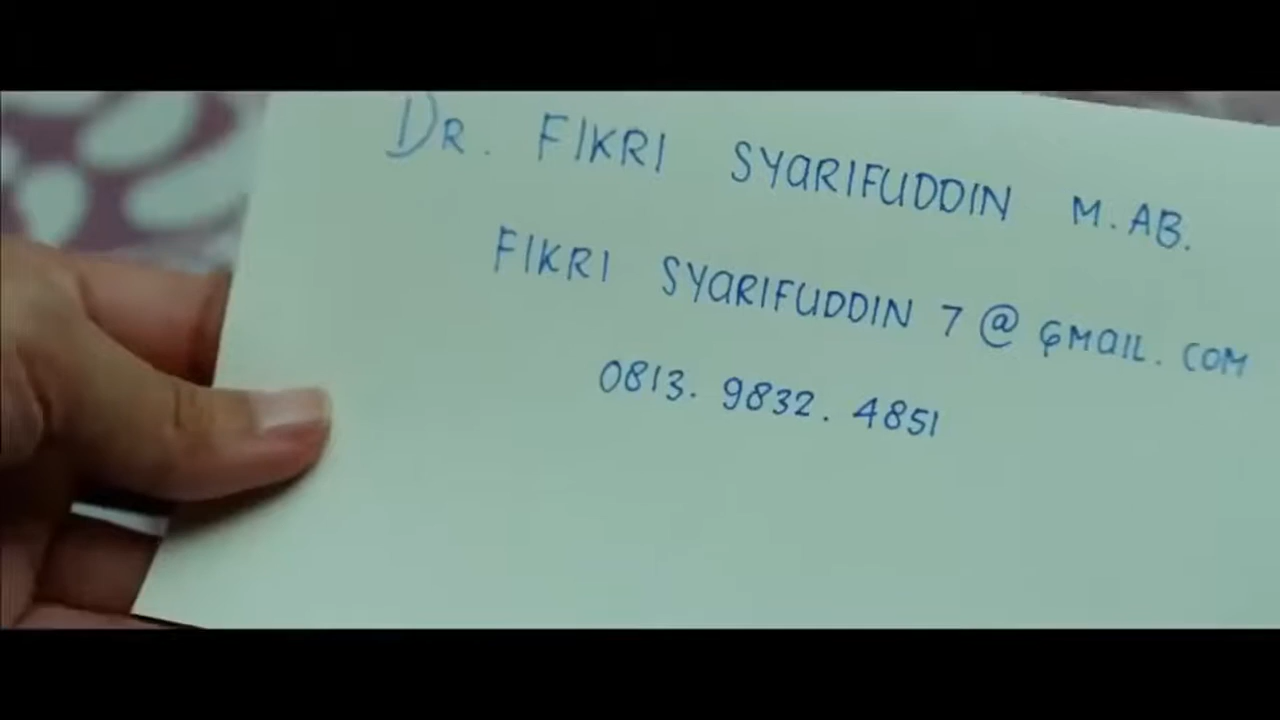 DR. FIKRI SYARIFUDDIN M.AB.
FIKRI SYARIFUDDIN 7 @ GMAIL. COM
0813. 9832. 4851